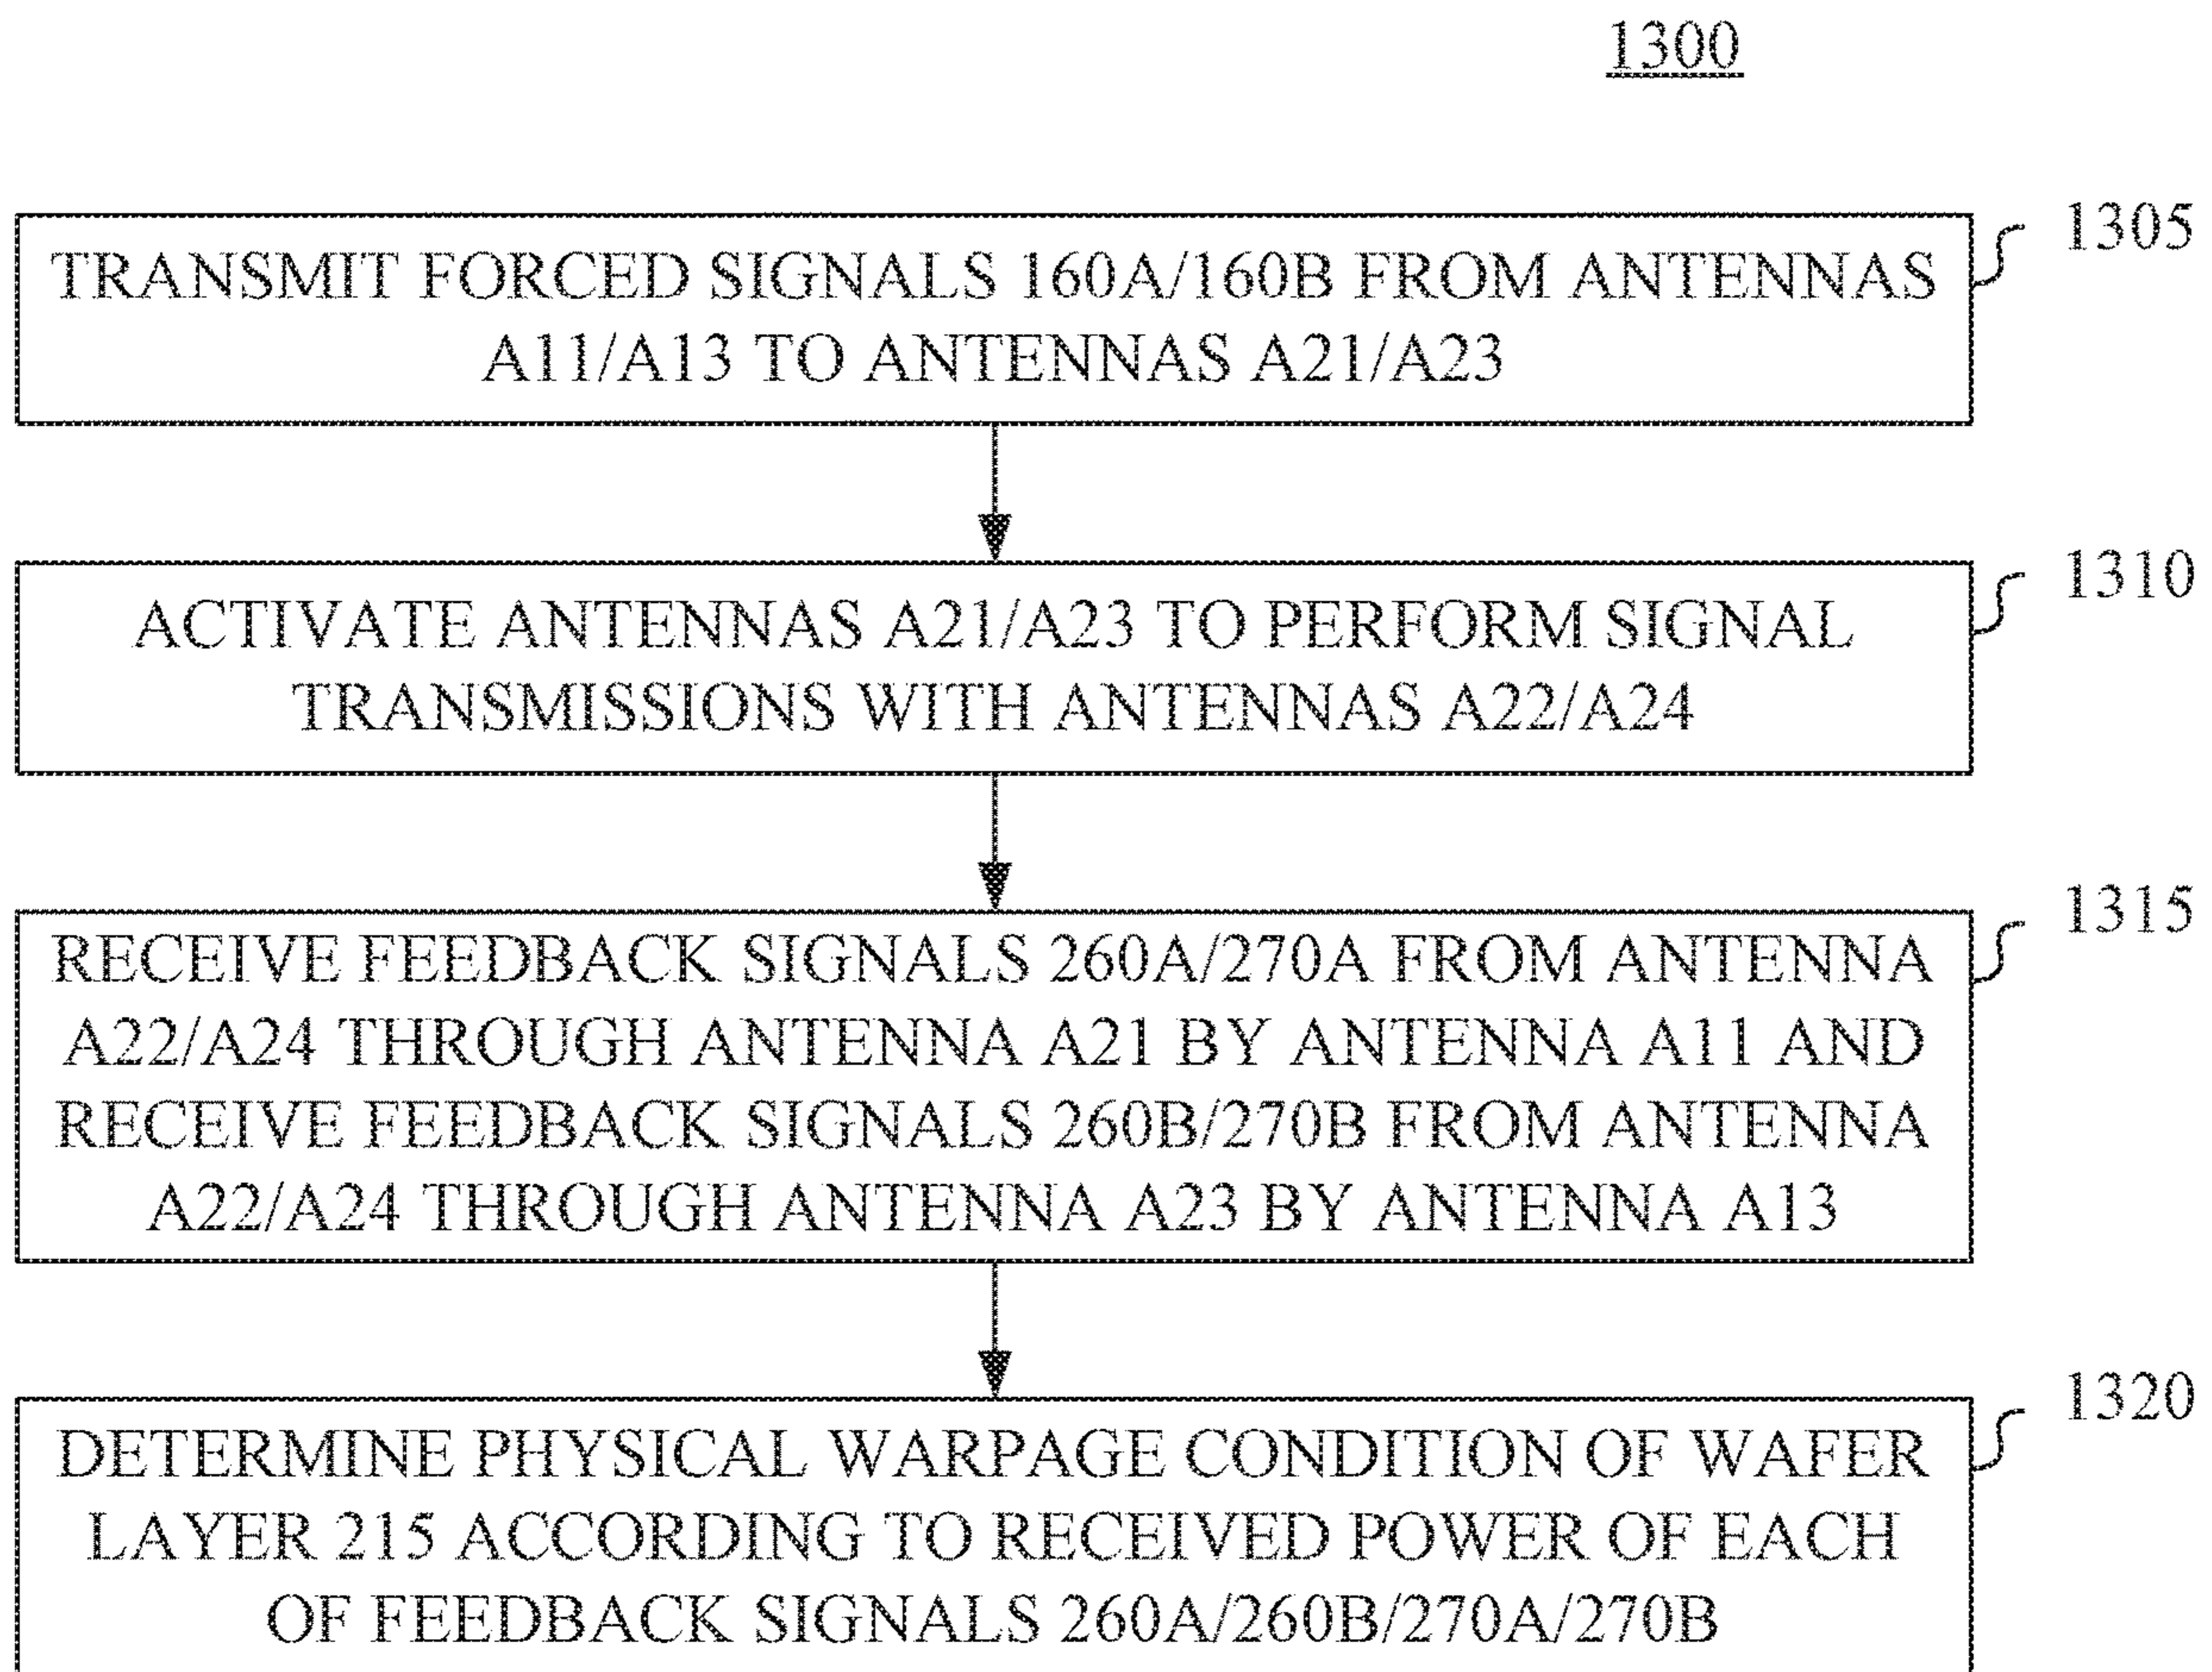 1300
1305
TRANSMIT FORCED SIGNALS 160A/160B FROM ANTENNAS
A11/A13 TO ANTENNAS A21/A23
1310
ACTIVATE ANTENNAS A21/A23 TO PERFORM SIGNAL
TRANSMISSIONS WITH ANTENNAS A22/A24
1315
RECEIVE FEEDBACK SIGNALS 260A/270A FROM ANTENNA
A22/A24 THROUGH ANTENNA A21 BY ANTENNA A11 AND
RECEIVE FEEDBACK SIGNALS 260B/270B FROM ANTENNA
A22/A24 THROUGH ANTENNA A23 BY ANTENNA A13
1320
DETERMINE PHYSICAL WARPAGE CONDITION OF WAFER
LAYER 215 ACCORDING TO RECEIVED POWER OF EACH
OF FEEDBACK SIGNALS 260A/260B/270A/270B